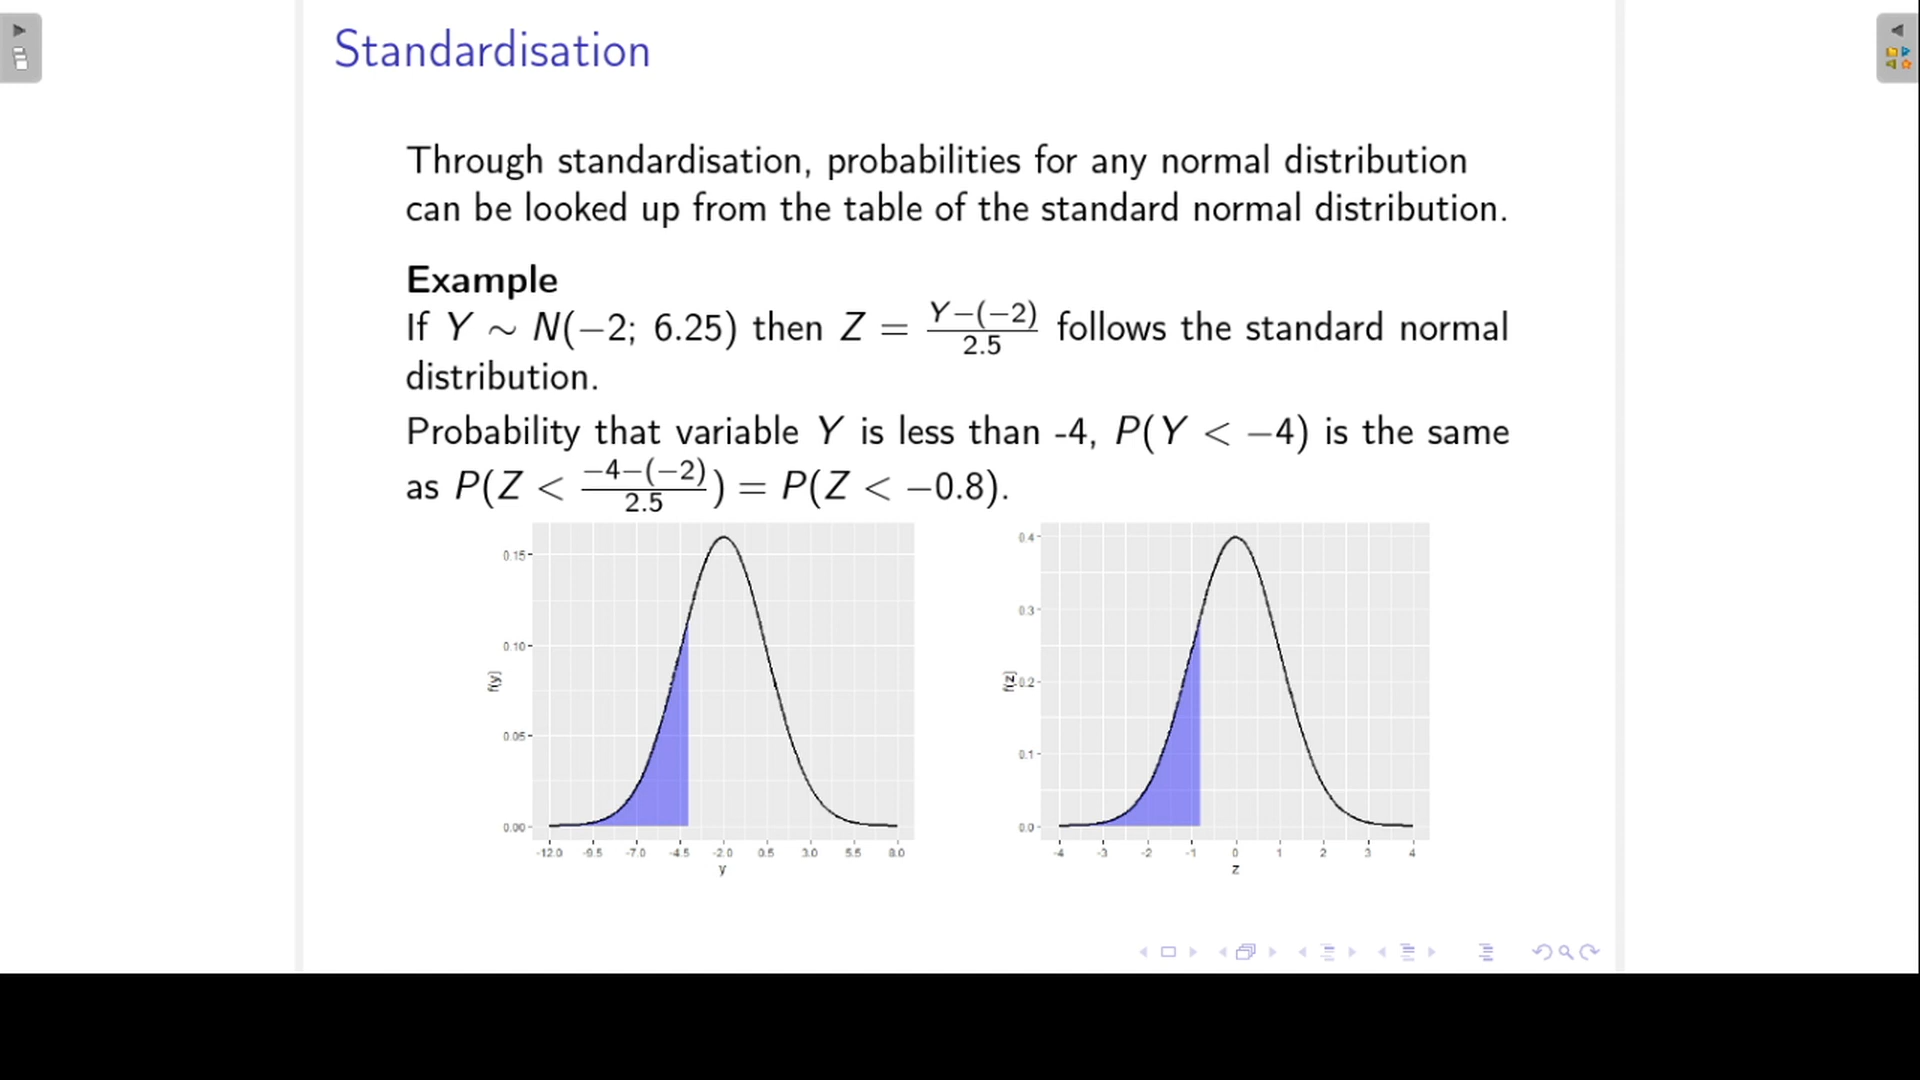 Standardisation
Through standardisation, probabilities for any normal distribution
can be looked up from the table of the standard normal distribution.
Example
If Y ∼ N(−2; 6.25) then Z = \frac{Y−(−2)}{2.5} follows the standard normal
distribution.
Probability that variable Y is less than -4, P(Y < −4) is the same
as P(Z < \frac{−4−(−2)}{2.5}) = P(Z < −0.8).
0.15
0.10
0.05
0.00
f(y)
-12.0 -9.5 -7.0 -4.5 -2.0 0.5 3.0 5.5 8.0
y
0.4
0.3
0.2
0.1
0.0
f(z)
-4 -3 -2 -1 0 1 2 3 4
z